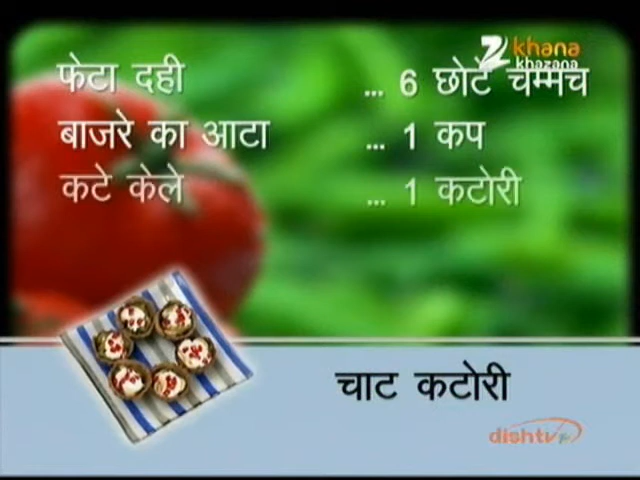 khana
khazana
फेटा दही ... 6 छोटे चम्मच
बाजरे का आटा ... 1 कप
कटे केले ... 1 कटोरी
चाट कटोरी
dishtv